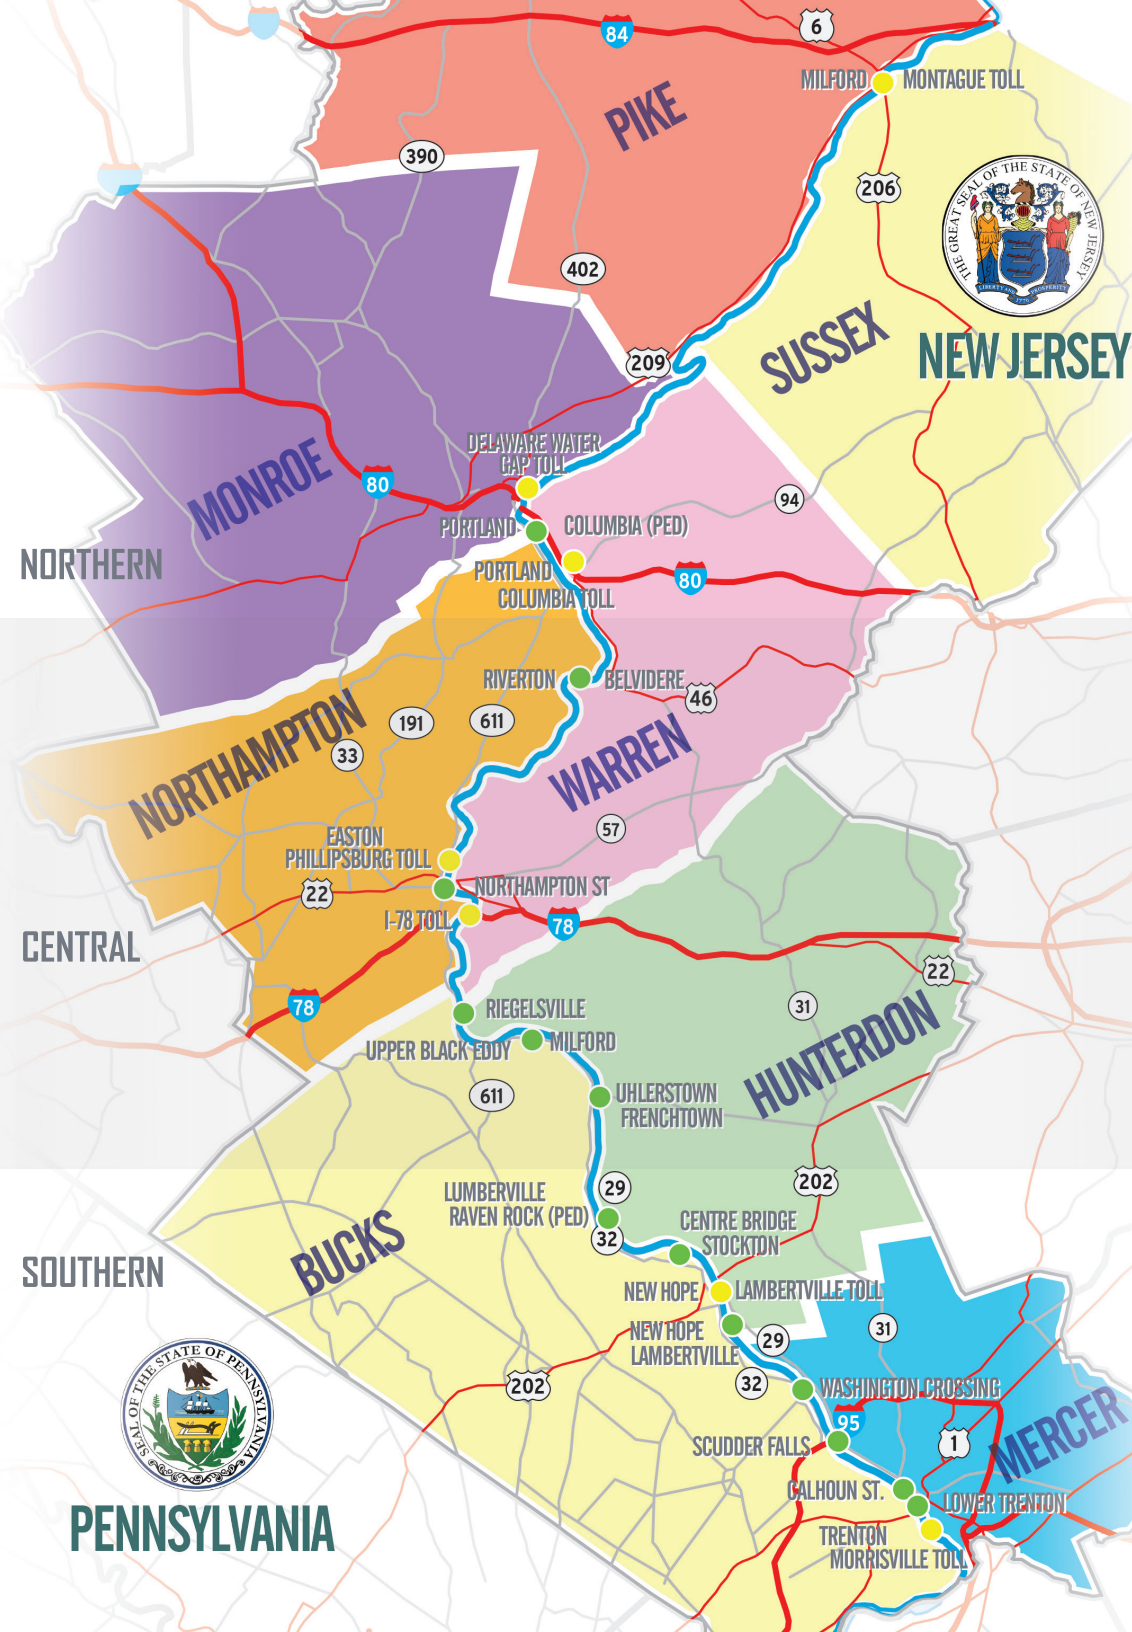 84
6
MILFORD
MONTAGUE TOLL
PIKE
390
206
THE GREAT SEAL OF THE STATE OF NEW JERSEY
LIBERTY AND PROSPERITY
1776
402
SUSSEX
NEW JERSEY
209
DELAWARE WATER
GAP TOLL
MONROE
80
94
PORTLAND
COLUMBIA (PED)
NORTHERN
PORTLAND
COLUMBIA TOLL
80
RIVERTON
BELVIDERE
46
NORTHAMPTON
191
611
33
WARREN
57
EASTON
PHILLIPSBURG TOLL
22
NORTHAMPTON ST
I-78 TOLL
78
CENTRAL
22
78
31
RIEGELSVILLE
HUNTERDON
UPPER BLACK EDDY
MILFORD
611
UHLERSTOWN
FRENCHTOWN
202
29
LUMBERVILLE
RAVEN ROCK (PED)
32
CENTRE BRIDGE
STOCKTON
BUCKS
SOUTHERN
NEW HOPE
LAMBERTVILLE TOLL
NEW HOPE
LAMBERTVILLE
29
31
32
202
WASHINGTON CROSSING
SEAL OF THE STATE OF PENNSYLVANIA
95
1
MERCER
SCUDDER FALLS
CALHOUN ST.
LOWER TRENTON
PENNSYLVANIA
TRENTON
MORRISVILLE TOLL